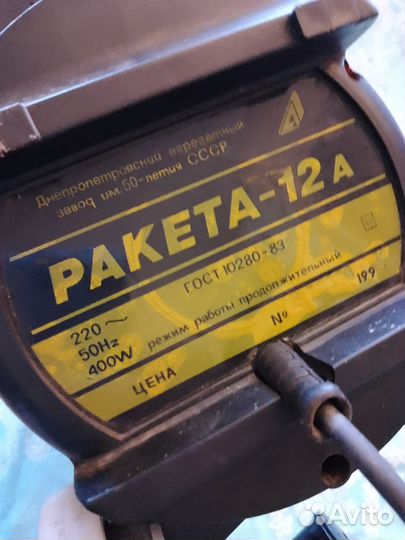 Днепропетровский агрегатный
завод им. 50-летия СССР
РАКЕТА-12А
ГОСТ 10280-83
220~
50Hz
400W
режим работы продолжительный
ЦЕНА
№
199
Avito